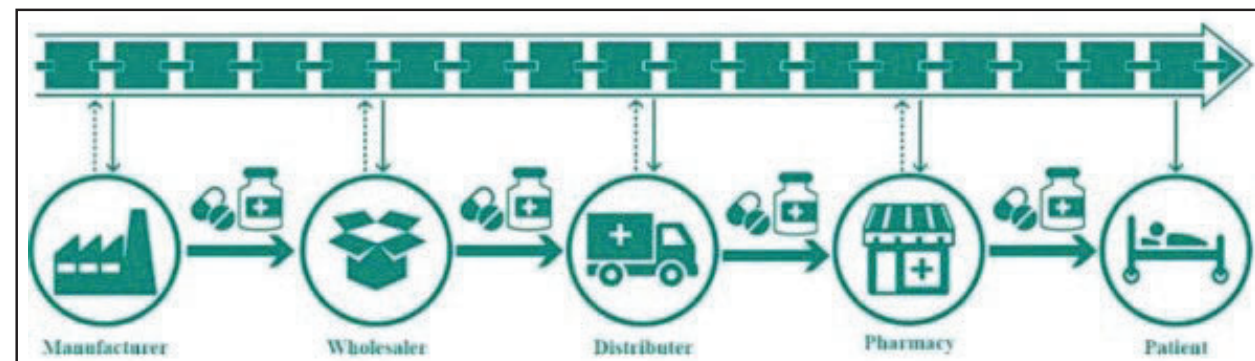 Manufacturer
Wholesaler
Distributer
Pharmacy
Patient